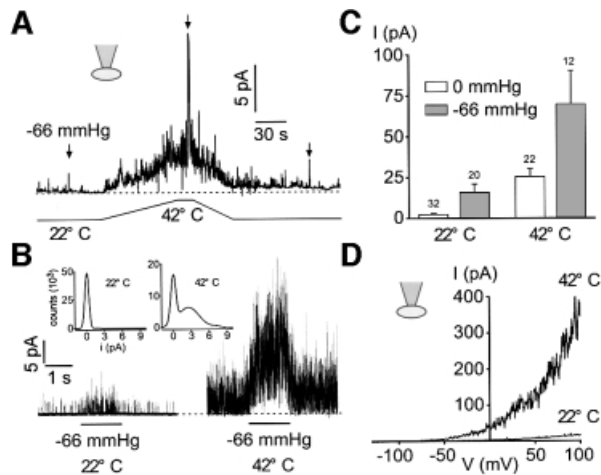 A
-66 mmHg
5 pA
30 s
22° C
42° C
B
counts (10³)
50
25
0
22° C
0 3 6 9
i (pA)
20
10
0
42° C
0 3 6 9
5 pA
1 s
-66 mmHg
22° C
-66 mmHg
42° C
C
I (pA)
100
75
50
25
0
0 mmHg
-66 mmHg
32
20
22
12
22° C
42° C
D
I (pA)
42° C
400
300
200
100
22° C
-100 -50 0 50 100
V (mV)